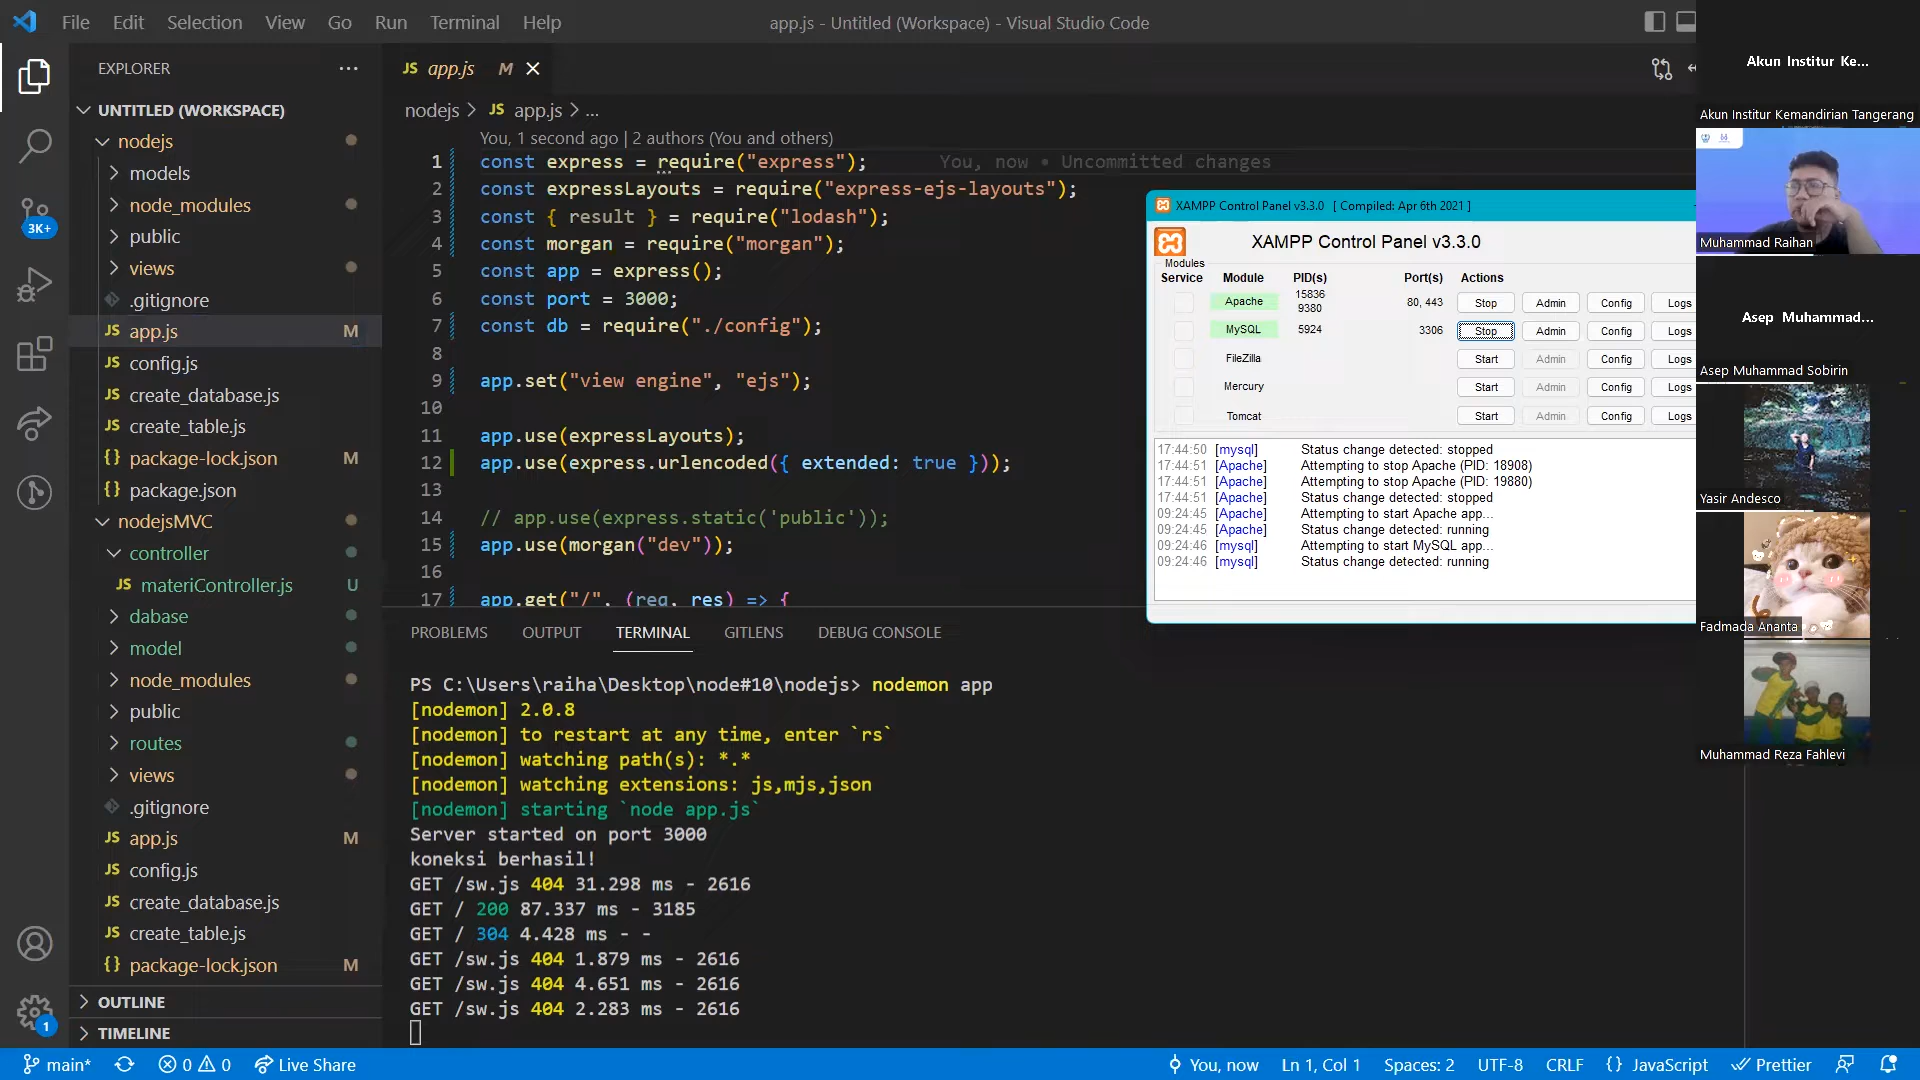 File Edit Selection View Go Run Terminal Help
app.js - Untitled (Workspace) - Visual Studio Code
EXPLORER
UNTITLED (WORKSPACE)
nodejs
models
node_modules
public
views
.gitignore
JS app.js M
JS config.js
JS create_database.js
JS create_table.js
{} package-lock.json M
{} package.json
nodejsMVC
controller
JS materiController.js U
dabase
model
node_modules
public
routes
views
.gitignore
JS app.js M
JS config.js
JS create_database.js
JS create_table.js
{} package-lock.json M
OUTLINE
TIMELINE
3K+
1
JS app.js M
nodejs > JS app.js > ...
You, 1 second ago | 2 authors (You and others)
1 const express = require("express"); You, now • Uncommitted changes
2 const expressLayouts = require("express-ejs-layouts");
3 const { result } = require("lodash");
4 const morgan = require("morgan");
5 const app = express();
6 const port = 3000;
7 const db = require("./config");
8
9 app.set("view engine", "ejs");
10
11 app.use(expressLayouts);
12 app.use(express.urlencoded({ extended: true }));
13
14 // app.use(express.static('public'));
15 app.use(morgan("dev"));
16
17 app.get("/", (req, res) => {
PROBLEMS OUTPUT TERMINAL GITLENS DEBUG CONSOLE
PS C:\Users\raiha\Desktop\node#10\nodejs> nodemon app
[nodemon] 2.0.8
[nodemon] to restart at any time, enter `rs`
[nodemon] watching path(s): *.*
[nodemon] watching extensions: js,mjs,json
[nodemon] starting `node app.js`
Server started on port 3000
koneksi berhasil!
GET /sw.js 404 31.298 ms - 2616
GET / 200 87.337 ms - 3185
GET / 304 4.428 ms - -
GET /sw.js 404 1.879 ms - 2616
GET /sw.js 404 4.651 ms - 2616
GET /sw.js 404 2.283 ms - 2616
XAMPP Control Panel v3.3.0 [ Compiled: Apr 6th 2021 ]
XAMPP Control Panel v3.3.0
Modules
Service Module PID(s) Port(s) Actions
Apache 15836 9380 80, 443 Stop Admin Config Logs
MySQL 5924 3306 Stop Admin Config Logs
FileZilla Start Admin Config Logs
Mercury Start Admin Config Logs
Tomcat Start Admin Config Logs
17:44:50 [mysql] Status change detected: stopped
17:44:51 [Apache] Attempting to stop Apache (PID: 18908)
17:44:51 [Apache] Attempting to stop Apache (PID: 19880)
17:44:51 [Apache] Status change detected: stopped
09:24:45 [Apache] Attempting to start Apache app...
09:24:45 [Apache] Status change detected: running
09:24:46 [mysql] Attempting to start MySQL app...
09:24:46 [mysql] Status change detected: running
Akun Institur Ke...
Akun Institur Kemandirian Tangerang
Muhammad Raihan
Asep Muhammad...
Asep Muhammad Sobirin
Yasir Andesco
Fadmada Ananta
Muhammad Reza Fahlevi
main* 0 0 Live Share
You, now Ln 1, Col 1 Spaces: 2 UTF-8 CRLF {} JavaScript Prettier